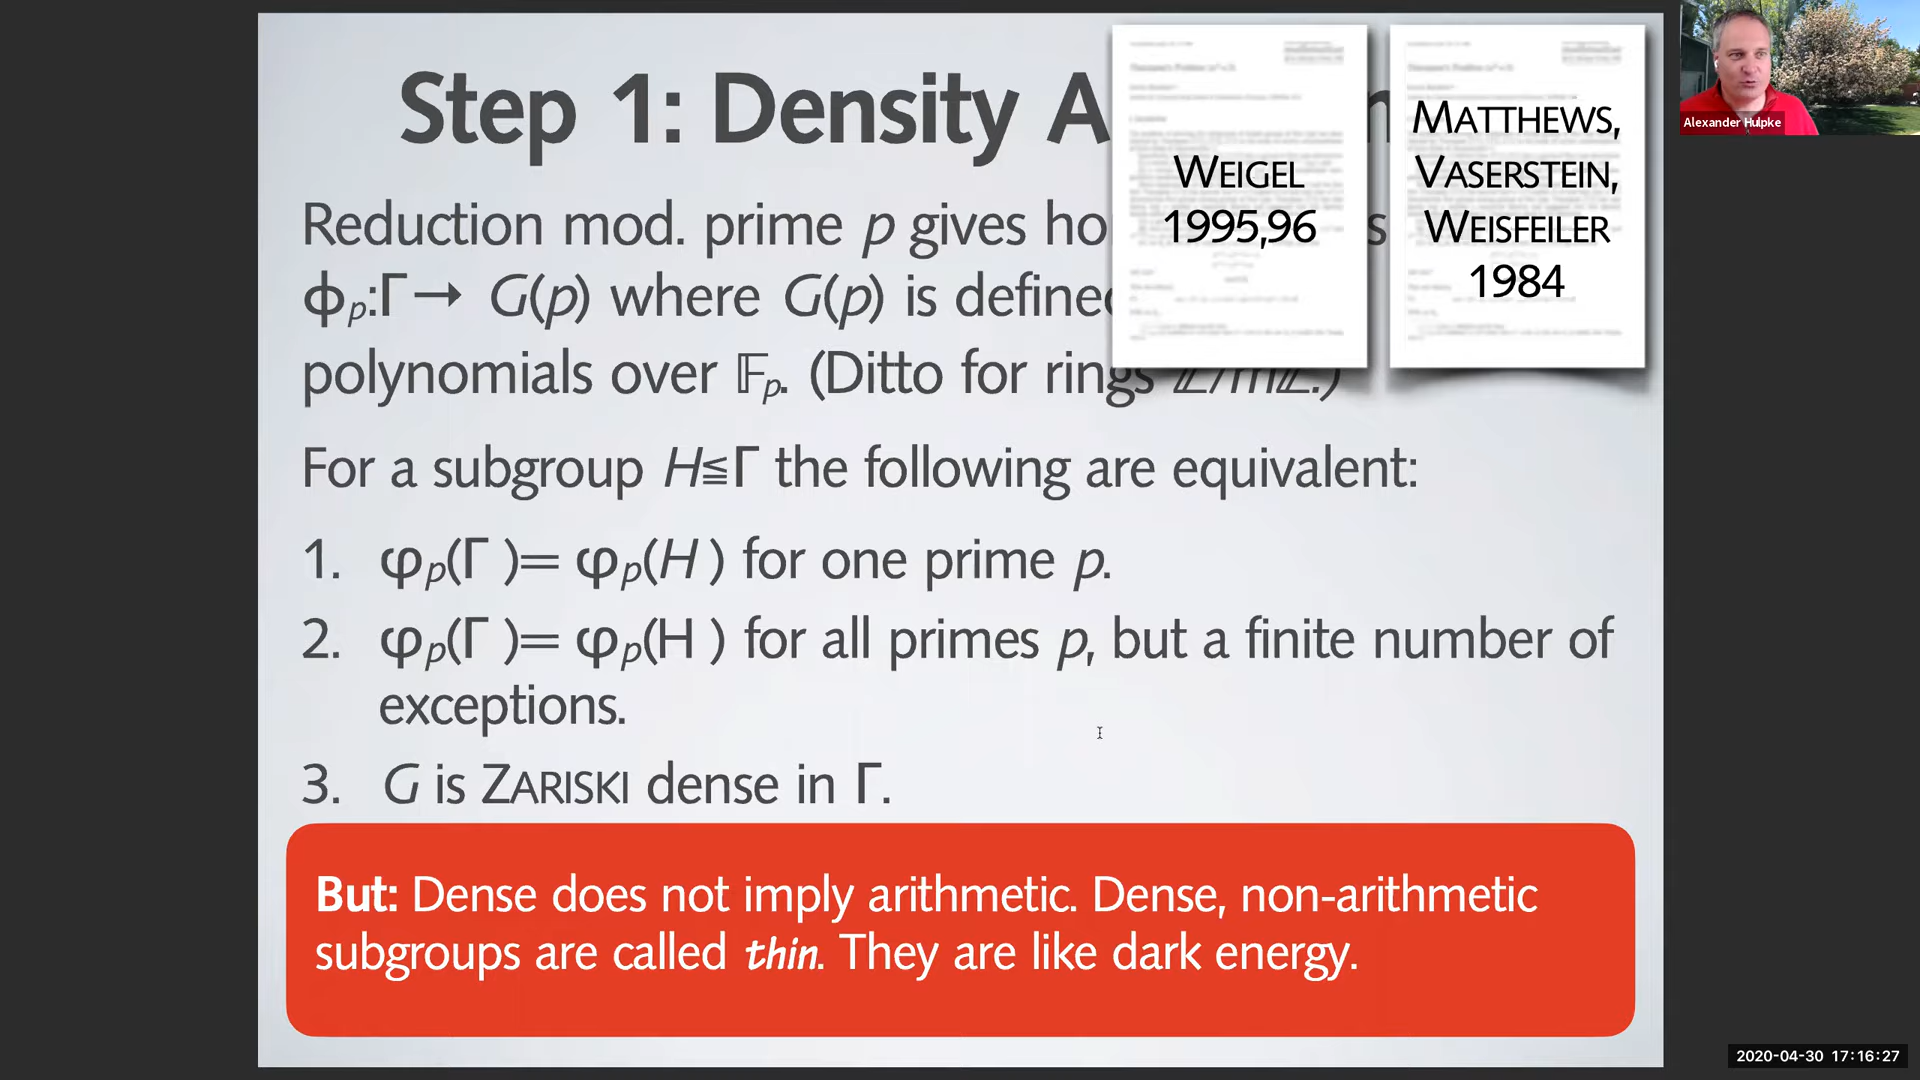 Step 1: Density A
Reduction mod. prime p gives ho s
ϕp:Γ→ G(p) where G(p) is defined
polynomials over 𝔽p. (Ditto for rings ℤ/mℤ.)
For a subgroup H≦Γ the following are equivalent:
1. φp(Γ )= φp(H ) for one prime p.
2. φp(Γ )= φp(H ) for all primes p, but a finite number of
exceptions.
3. G is ZARISKI dense in Γ.
But: Dense does not imply arithmetic. Dense, non-arithmetic
subgroups are called thin. They are like dark energy.
WEIGEL
1995,96
MATTHEWS,
VASERSTEIN,
WEISFEILER
1984
Alexander Hulpke
2020-04-30 17:16:27